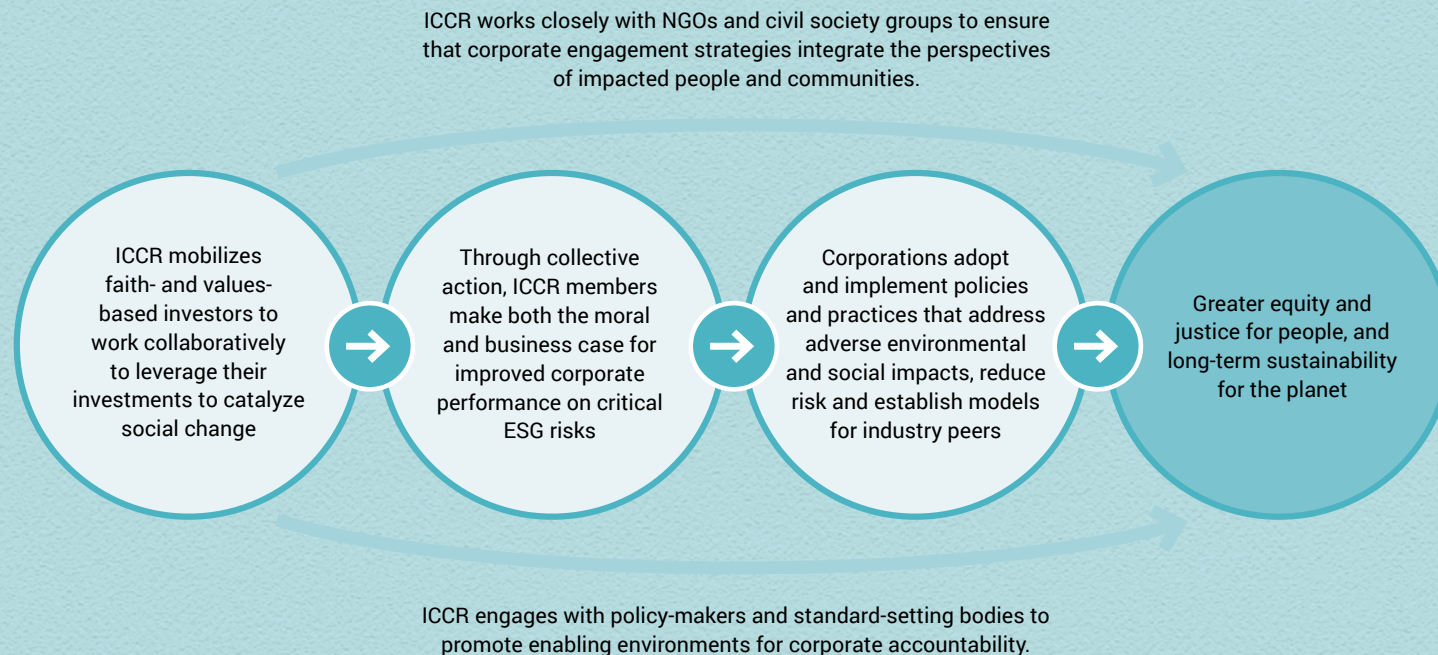 ICCR works closely with NGOs and civil society groups to ensure
that corporate engagement strategies integrate the perspectives
of impacted people and communities.
ICCR mobilizes
faith- and values-
based investors to
work collaboratively
to leverage their
investments to catalyze
social change
Through collective
action, ICCR members
make both the moral
and business case for
improved corporate
performance on critical
ESG risks
Corporations adopt
and implement policies
and practices that address
adverse environmental
and social impacts, reduce
risk and establish models
for industry peers
Greater equity and
justice for people, and
long-term sustainability
for the planet
ICCR engages with policy-makers and standard-setting bodies to
promote enabling environments for corporate accountability.